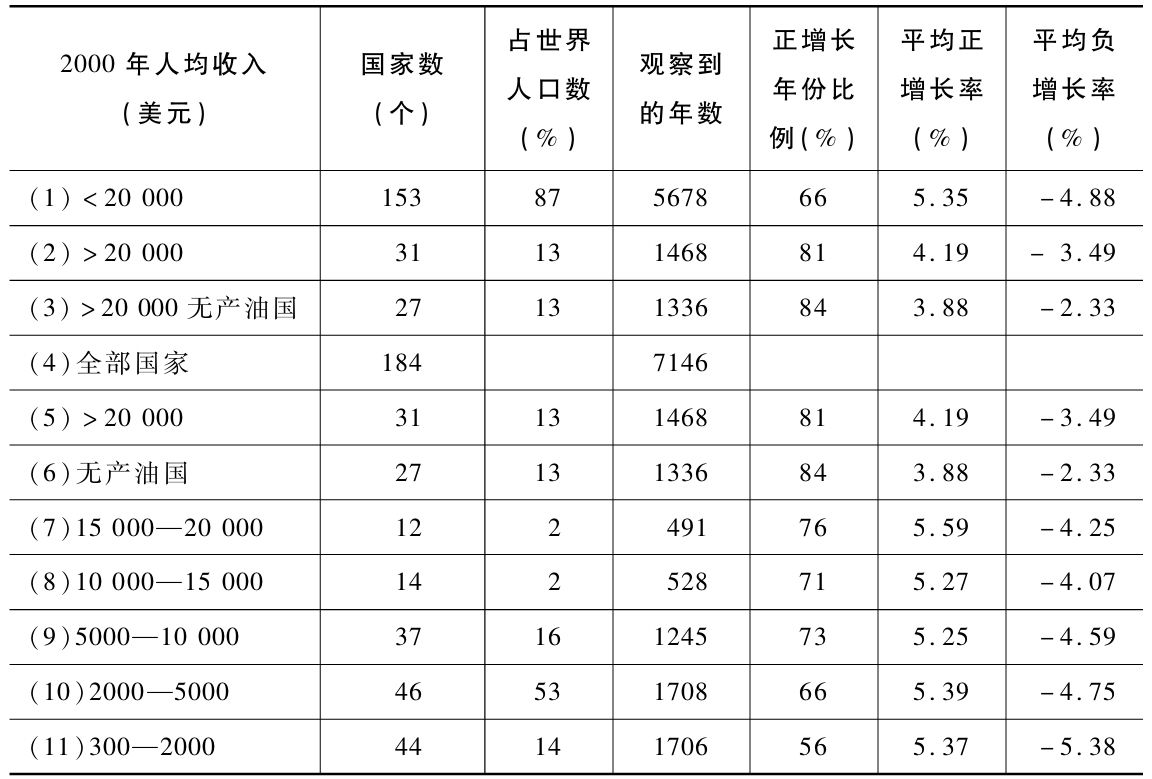 2000 年人均收入(美元) 国家数(个) 占世界人口数(%) 观察到的年数 正增长年份比例(%) 平均正增长率(%) 平均负增长率(%)
(1) <20 000 153 87 5678 66 5.35 -4.88
(2) >20 000 31 13 1468 81 4.19 - 3.49
(3) >20 000 无产油国 27 13 1336 84 3.88 -2.33
(4)全部国家 184 7146
(5) >20 000 31 13 1468 81 4.19 -3.49
(6)无产油国 27 13 1336 84 3.88 -2.33
(7)15 000—20 000 12 2 491 76 5.59 -4.25
(8)10 000—15 000 14 2 528 71 5.27 -4.07
(9)5000—10 000 37 16 1245 73 5.25 -4.59
(10)2000—5000 46 53 1708 66 5.39 -4.75
(11)300—2000 44 14 1706 56 5.37 -5.38